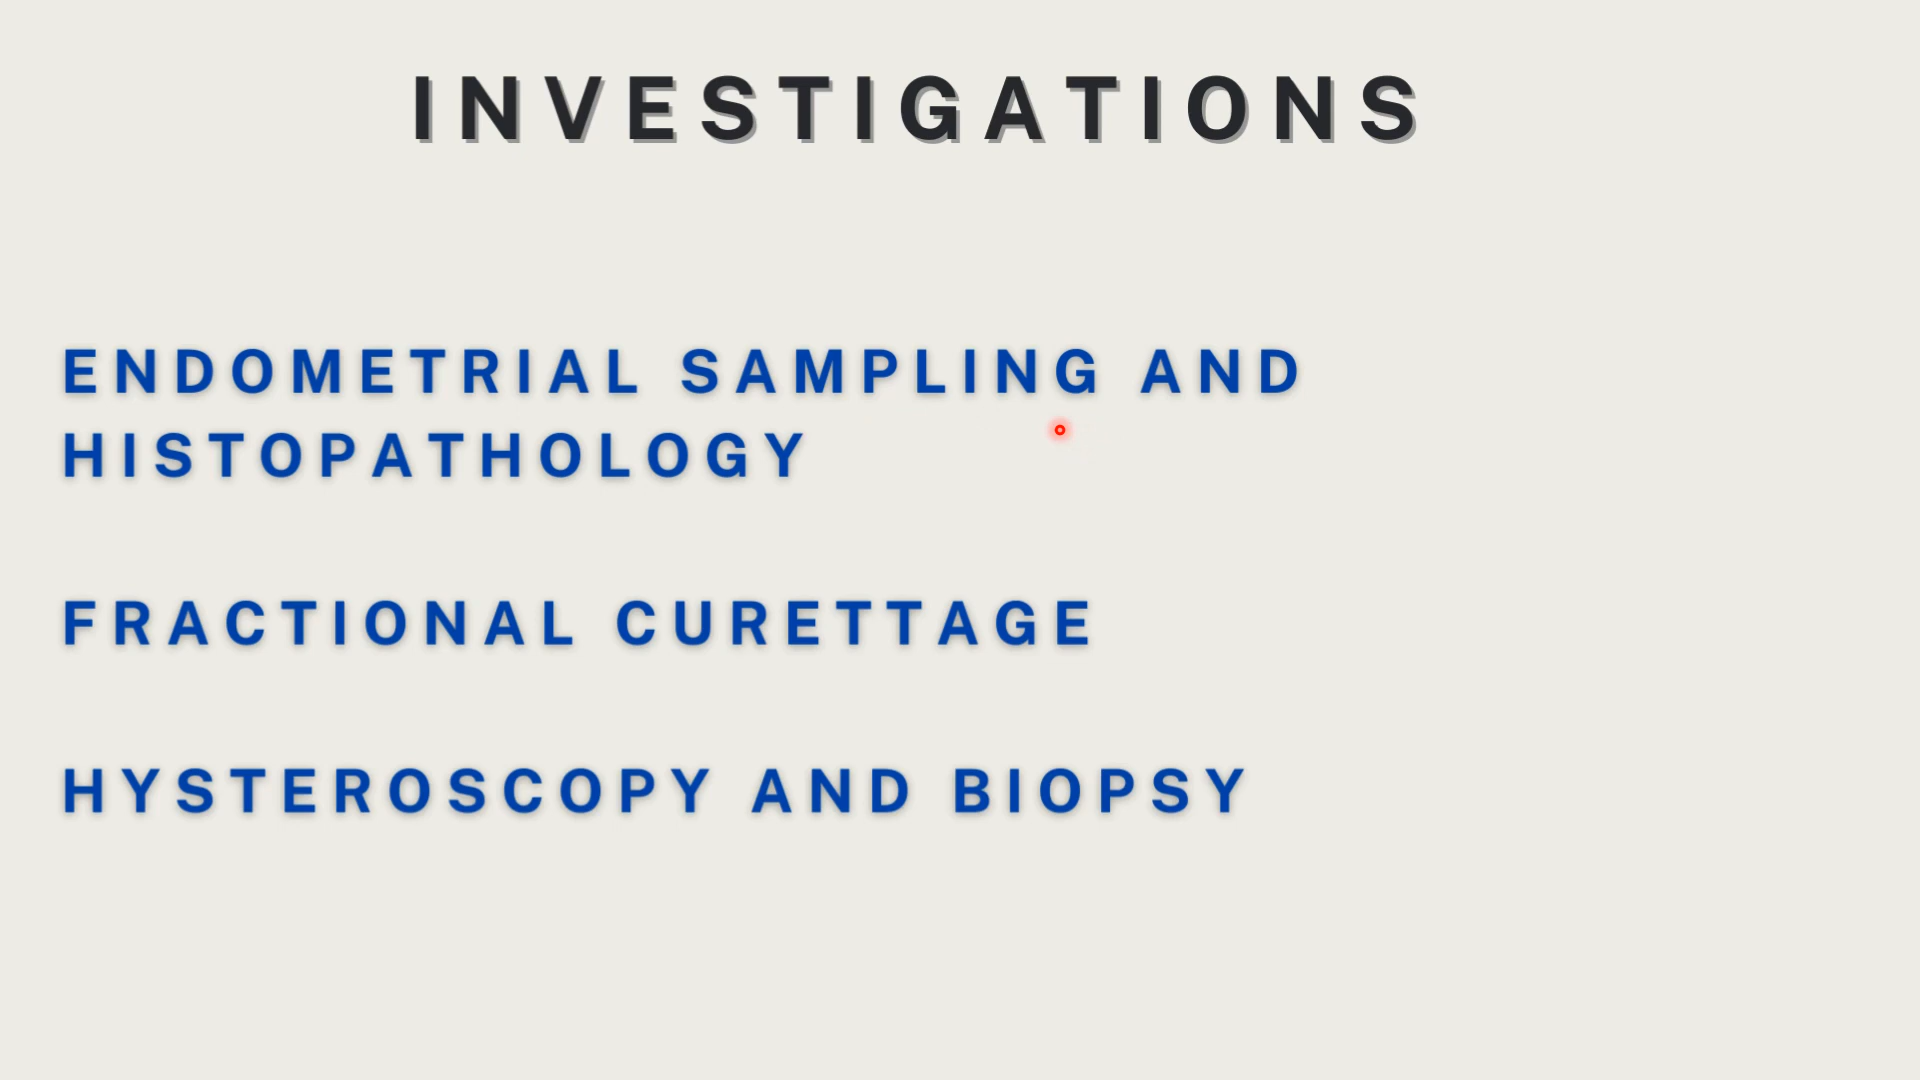 INVESTIGATIONS
ENDOMETRIAL SAMPLING AND
HISTOPATHOLOGY
FRACTIONAL CURETTAGE
HYSTEROSCOPY AND BIOPSY